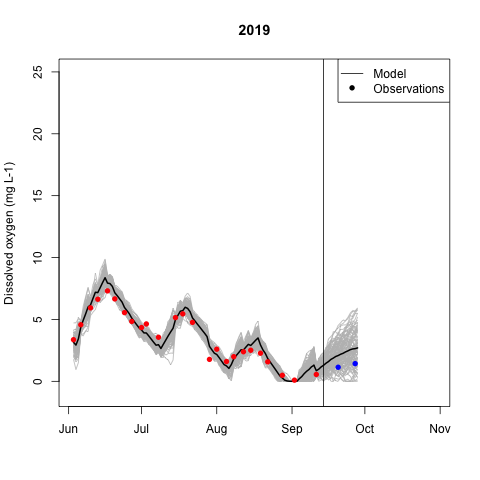 2019
Model
Observations
Dissolved oxygen (mg L-1)
25
20
15
10
5
0
Jun Jul Aug Sep Oct Nov